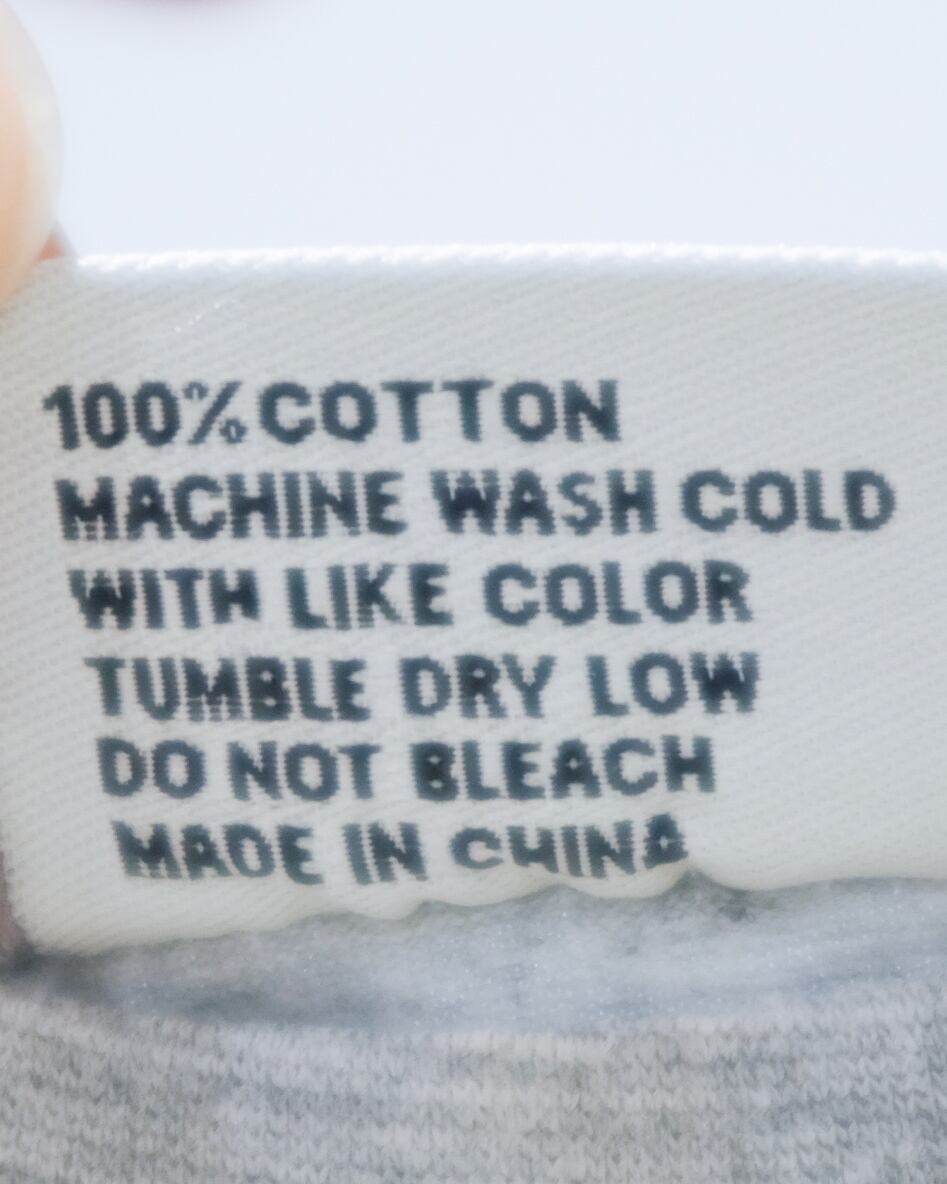 100% COTTON
MACHINE WASH COLD
WITH LIKE COLOR
TUMBLE DRY LOW
DO NOT BLEACH
MADE IN CHINA